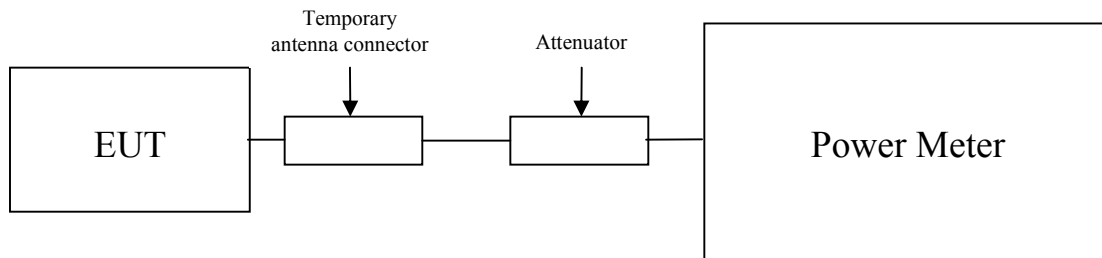 Temporary
antenna connector
Attenuator
EUT
Power Meter